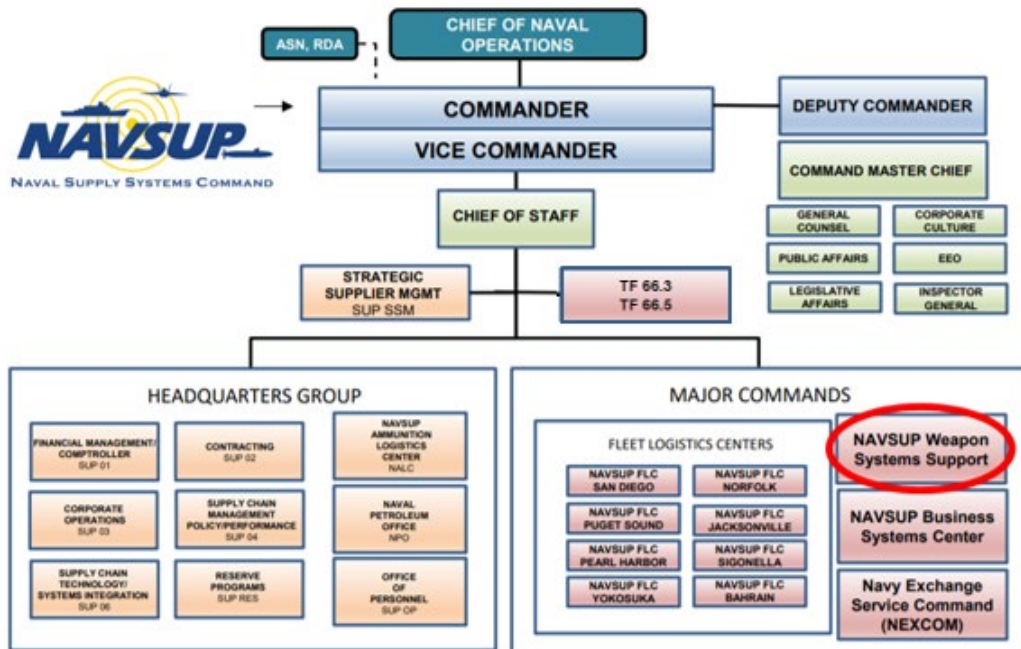 CHIEF OF NAVAL
OPERATIONS
ASN, RDA
NAVSUP
NAVAL SUPPLY SYSTEMS COMMAND
COMMANDER
VICE COMMANDER
DEPUTY COMMANDER
COMMAND MASTER CHIEF
GENERAL
COUNSEL
CORPORATE
CULTURE
PUBLIC AFFAIRS
EEO
LEGISLATIVE
AFFAIRS
INSPECTOR
GENERAL
CHIEF OF STAFF
STRATEGIC
SUPPLIER MGMT
SUP SSM
TF 66.3
TF 66.5
HEADQUARTERS GROUP
FINANCIAL MANAGEMENT/
COMPTROLLER
SUP 01
CONTRACTING
SUP 02
NAVSUP
AMMUNITION
LOGISTICS
CENTER
NALC
CORPORATE
OPERATIONS
SUP 03
SUPPLY CHAIN
MANAGEMENT
POLICY/PERFORMANCE
SUP 04
NAVAL
PETROLEUM
OFFICE
NPO
SUPPLY CHAIN
TECHNOLOGY/
SYSTEMS INTEGRATION
SUP 06
RESERVE
PROGRAMS
SUP RES
OFFICE
OF
PERSONNEL
SUP OP
MAJOR COMMANDS
FLEET LOGISTICS CENTERS
NAVSUP FLC
SAN DIEGO
NAVSUP FLC
NORFOLK
NAVSUP FLC
PUGET SOUND
NAVSUP FLC
JACKSONVILLE
NAVSUP FLC
PEARL HARBOR
NAVSUP FLC
SIGONELLA
NAVSUP FLC
YOKOSUKA
NAVSUP FLC
BAHRAIN
NAVSUP Weapon
Systems Support
NAVSUP Business
Systems Center
Navy Exchange
Service Command
(NEXCOM)